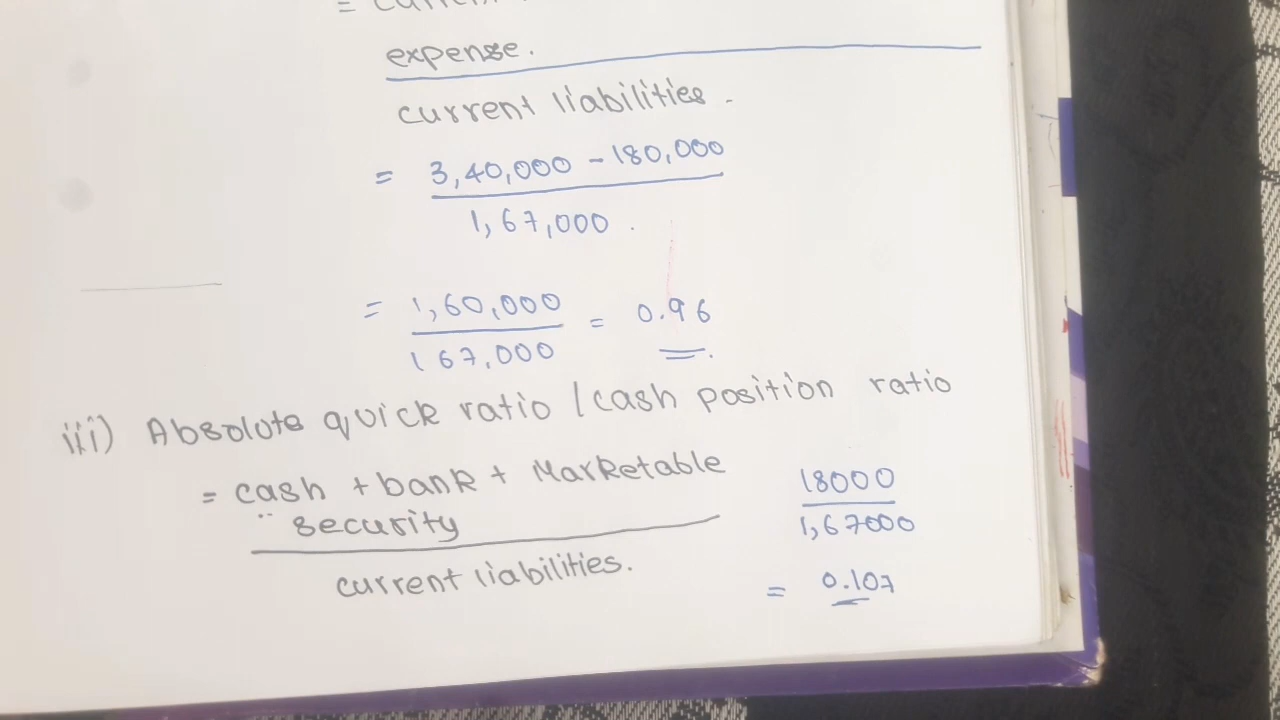 = current
expense.
current liabilities.
= 3,40,000 - 180,000
1,67,000.
= 1,60,000 = 0.96
167,000
iii) Absolute quick ratio / cash position ratio
= cash + bank + Marketable
security
current liabilities.
18000
1,67000
= 0.107